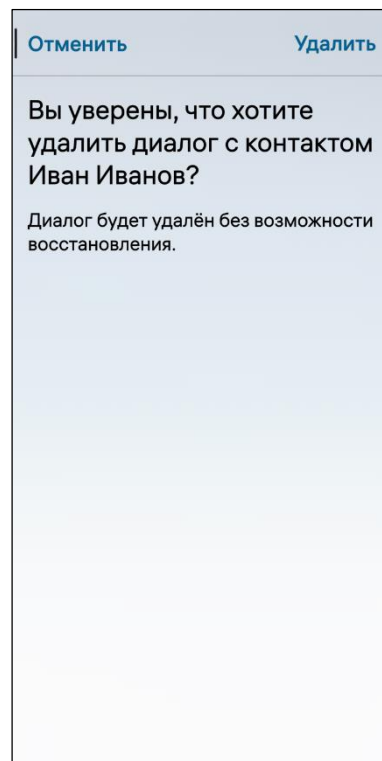 Отменить Удалить
Вы уверены, что хотите
удалить диалог с контактом
Иван Иванов?
Диалог будет удалён без возможности
восстановления.